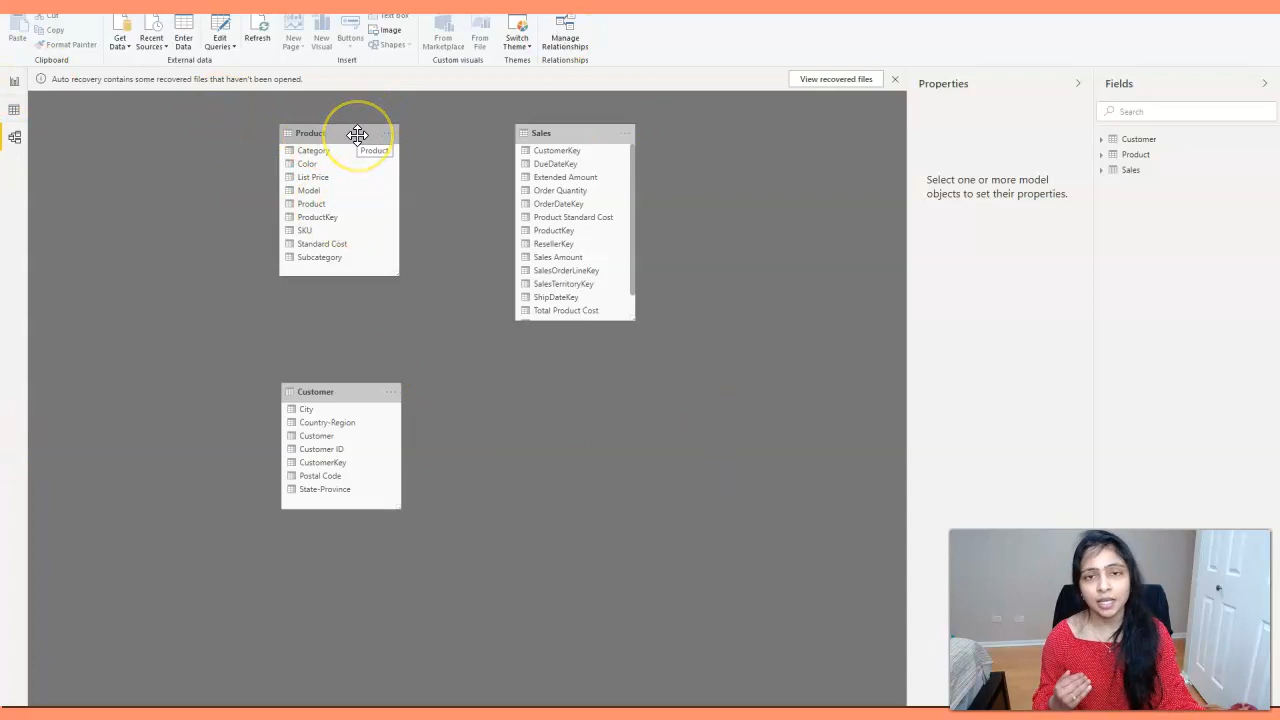 Cut
Copy
Paste
Format Painter
Clipboard
Get Data
Recent Sources
Enter Data
External data
Edit Queries
Refresh
New Page
New Visual
Buttons
Text box
Image
Shapes
Insert
From Marketplace
From File
Custom visuals
Switch Theme
Themes
Manage Relationships
Relationships
Auto recovery contains some recovered files that haven't been opened.
View recovered files
Product
Category
Product
Color
List Price
Model
Product
ProductKey
SKU
Standard Cost
Subcategory
Sales
CustomerKey
DueDateKey
Extended Amount
Order Quantity
OrderDateKey
Product Standard Cost
ProductKey
ResellerKey
Sales Amount
SalesOrderLineKey
SalesTerritoryKey
ShipDateKey
Total Product Cost
Customer
City
Country-Region
Customer
Customer ID
CustomerKey
Postal Code
State-Province
Properties
Select one or more model
objects to set their properties.
Fields
Search
Customer
Product
Sales